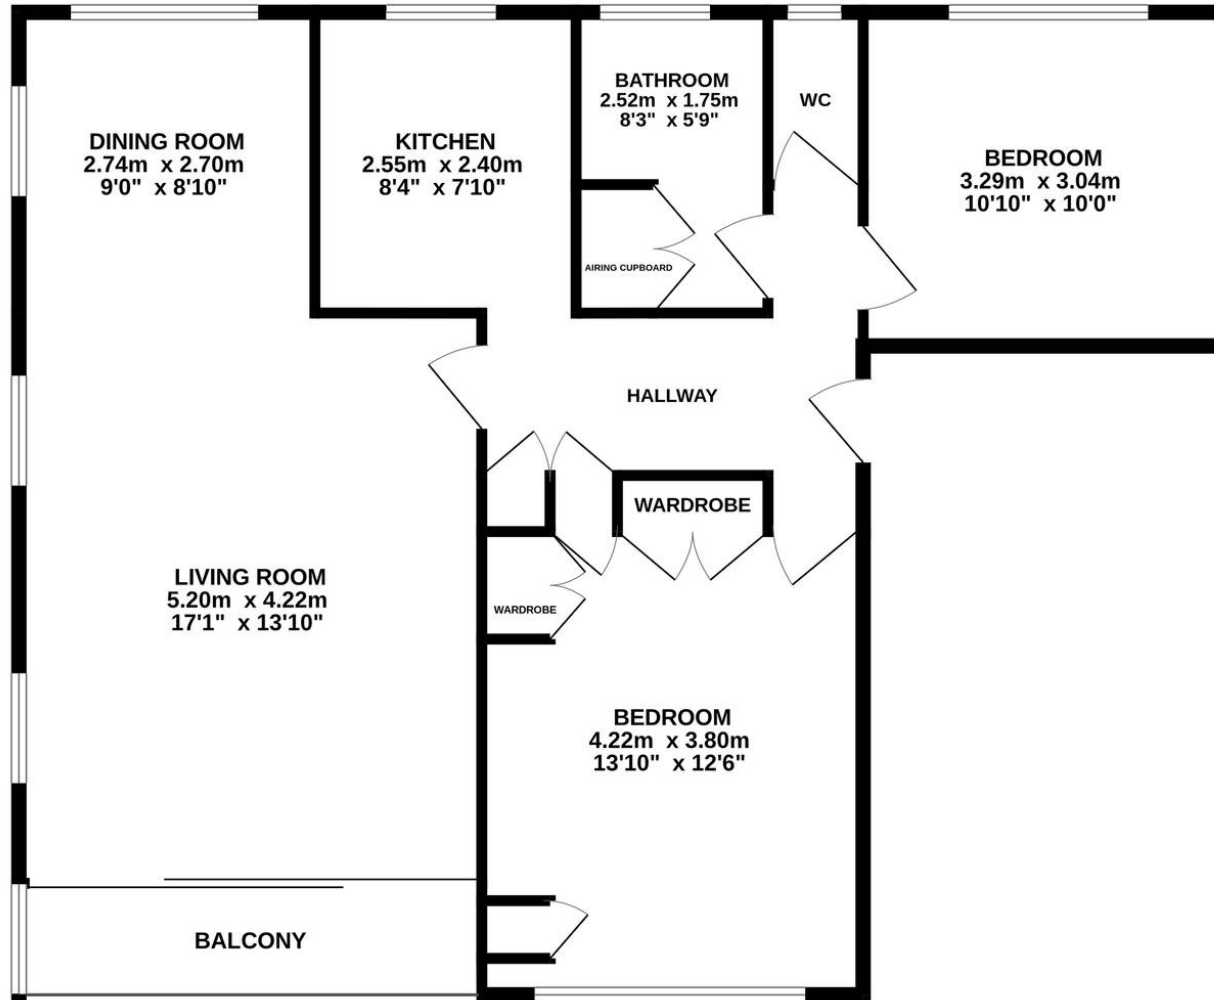 DINING ROOM
2.74m x 2.70m
9'0" x 8'10"
KITCHEN
2.55m x 2.40m
8'4" x 7'10"
BATHROOM
2.52m x 1.75m
8'3" x 5'9"
WC
BEDROOM
3.29m x 3.04m
10'10" x 10'0"
AIRING CUPBOARD
HALLWAY
WARDROBE
LIVING ROOM
5.20m x 4.22m
17'1" x 13'10"
WARDROBE
BEDROOM
4.22m x 3.80m
13'10" x 12'6"
BALCONY